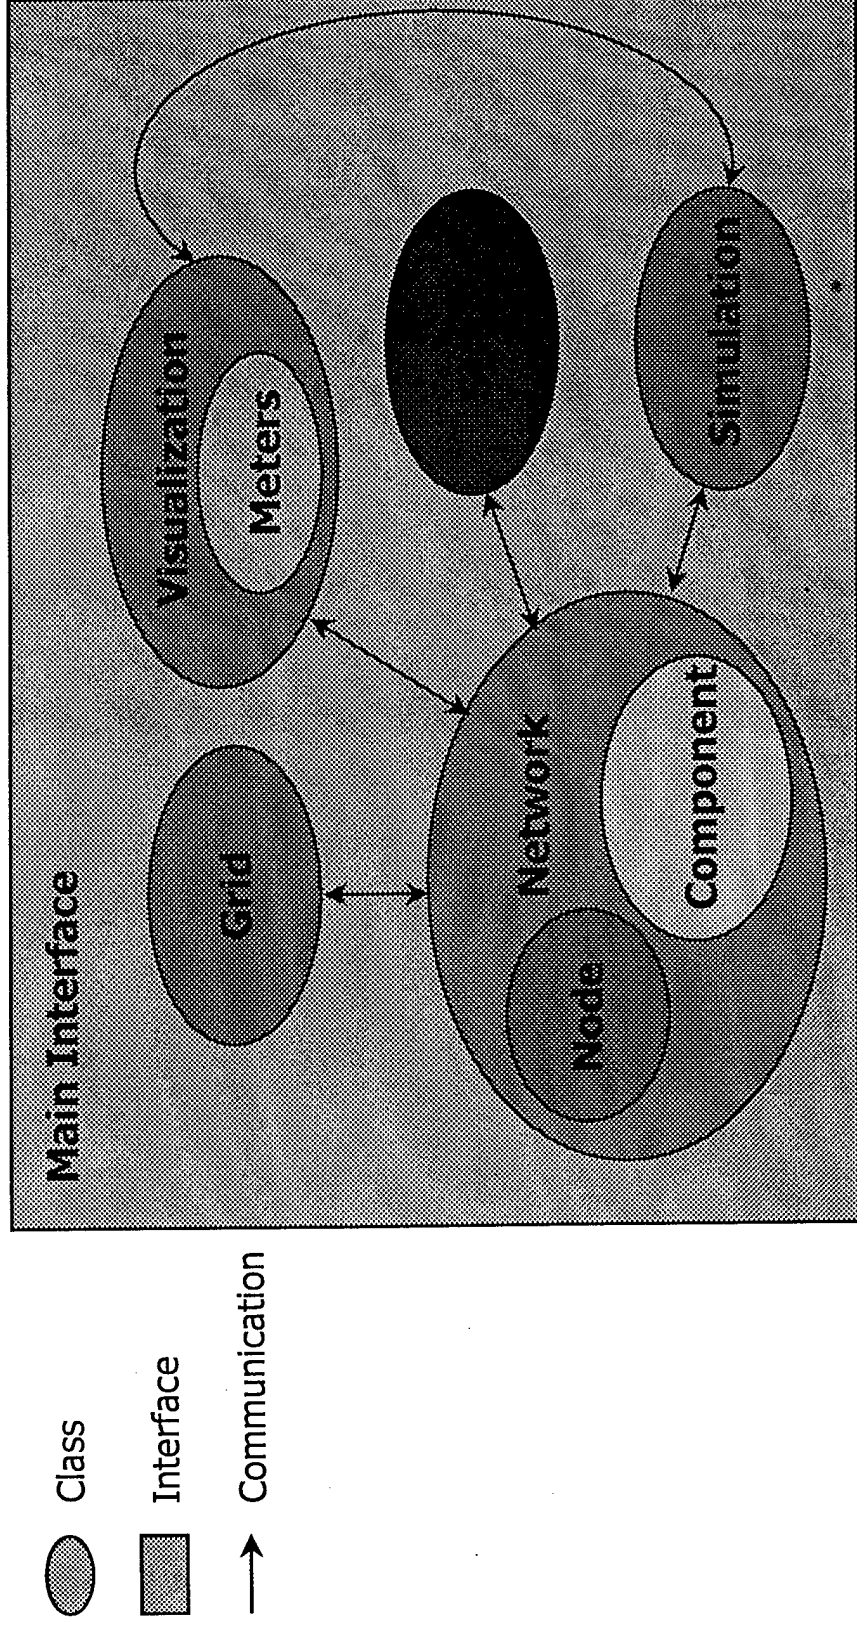 Main Interface
Visualization
Meters
Grid
Network
Node
Component
Simulation
Class
Interface
Communication